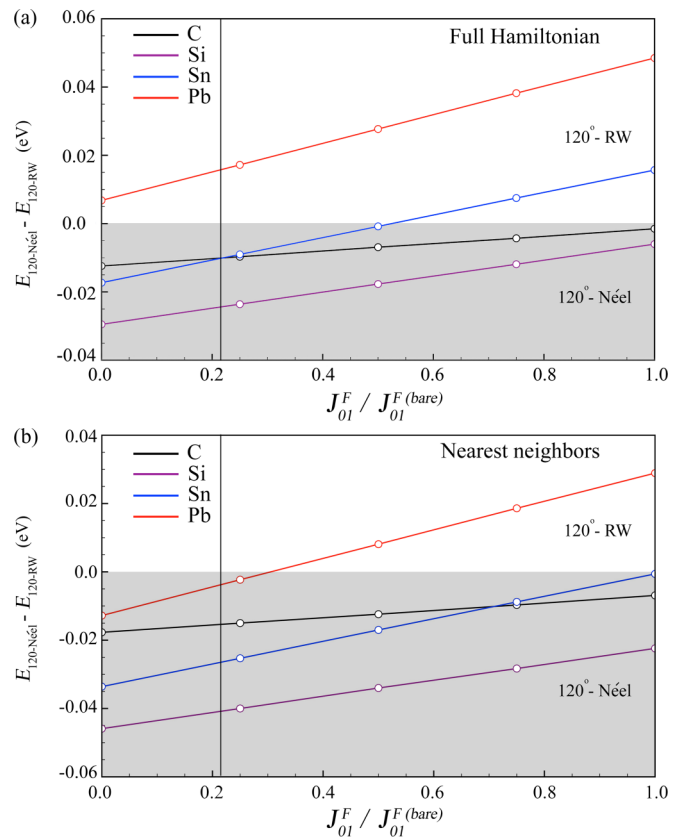 (a)
0.06
0.04
0.02
0.0
-0.02
-0.04
E120-Néel - E120-RW (eV)
C
Si
Sn
Pb
Full Hamiltonian
120°- RW
120°- Néel
0.0 0.2 0.4 0.6 0.8 1.0
J01^F / J01^F (bare)
(b)
0.04
0.02
0.0
-0.02
-0.04
-0.06
E120-Néel - E120-RW (eV)
C
Si
Sn
Pb
Nearest neighbors
120°- RW
120°- Néel
0.0 0.2 0.4 0.6 0.8 1.0
J01^F / J01^F (bare)